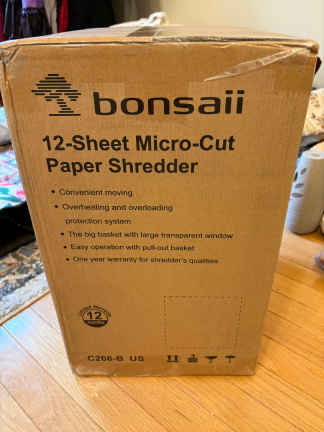 bonsaii
12-Sheet Micro-Cut
Paper Shredder
• Convenient moving
• Overheating and overloading
protection system
• The big basket with large transparent window
• Easy operation with pull-out basket
• One year warranty for shredder's qualities
12
C266-B US